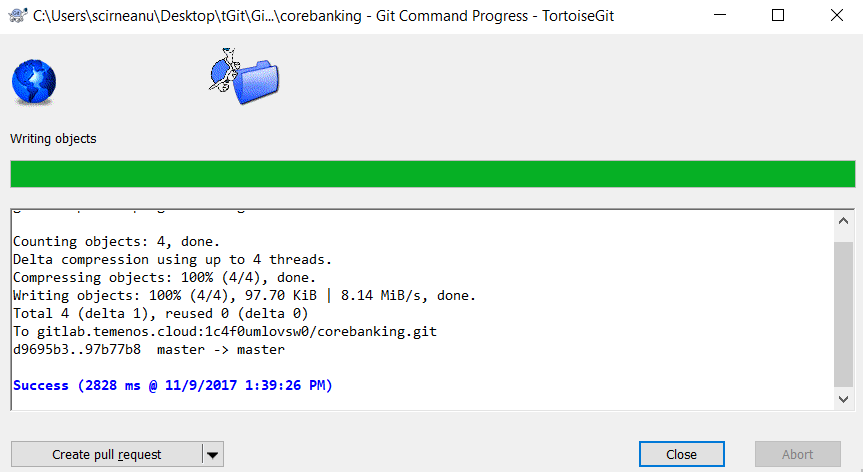 C:\Users\scirneanu\Desktop\tGit\Gi...\corebanking - Git Command Progress - TortoiseGit
Writing objects
Counting objects: 4, done.
Delta compression using up to 4 threads.
Compressing objects: 100% (4/4), done.
Writing objects: 100% (4/4), 97.70 KiB | 8.14 MiB/s, done.
Total 4 (delta 1), reused 0 (delta 0)
To gitlab.temenos.cloud:1c4f0umlovsw0/corebanking.git
d9695b3..97b77b8  master -> master
Success (2828 ms @ 11/9/2017 1:39:26 PM)
Create pull request
Close
Abort